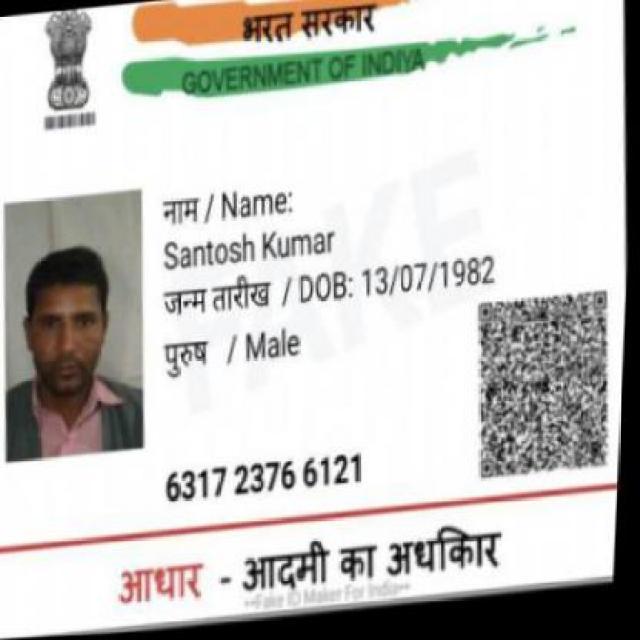 भरत सरकार
GOVERNMENT OF INDIYA
नाम / Name:
Santosh Kumar
जन्म तारीख / DOB: 13/07/1982
पुरुष / Male
FAKE
6317 2376 6121
आधार - आदमी का अधकिार
**Fake ID Maker For India**